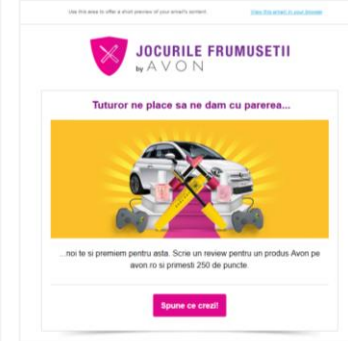 Use this area to offer a short preview of your email's content.
View this email in your browser
JOCURILE FRUMUSETII
by AVON
Tuturor ne place sa ne dam cu parerea...
...noi te si premiem pentru asta. Scrie un review pentru un produs Avon pe
avon.ro si primesti 250 de puncte.
Spune ce crezi!